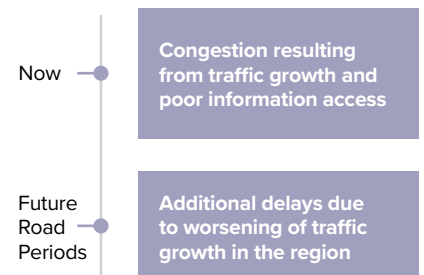 Now
Congestion resulting
from traffic growth and
poor information access
Future
Road
Periods
Additional delays due
to worsening of traffic
growth in the region